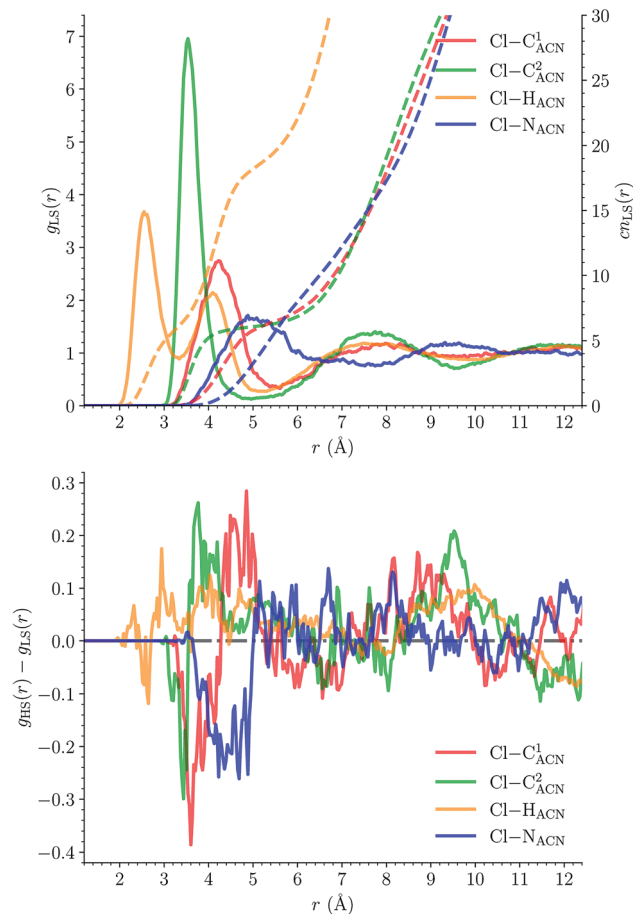 7
6
5
4
3
2
1
0
g_LS(r)
30
25
20
15
10
5
0
cn_LS(r)
Cl−C¹_ACN
Cl−C²_ACN
Cl−H_ACN
Cl−N_ACN
2 3 4 5 6 7 8 9 10 11 12
r (Å)
0.3
0.2
0.1
0.0
−0.1
−0.2
−0.3
−0.4
g_HS(r) − g_LS(r)
Cl−C¹_ACN
Cl−C²_ACN
Cl−H_ACN
Cl−N_ACN
2 3 4 5 6 7 8 9 10 11 12
r (Å)